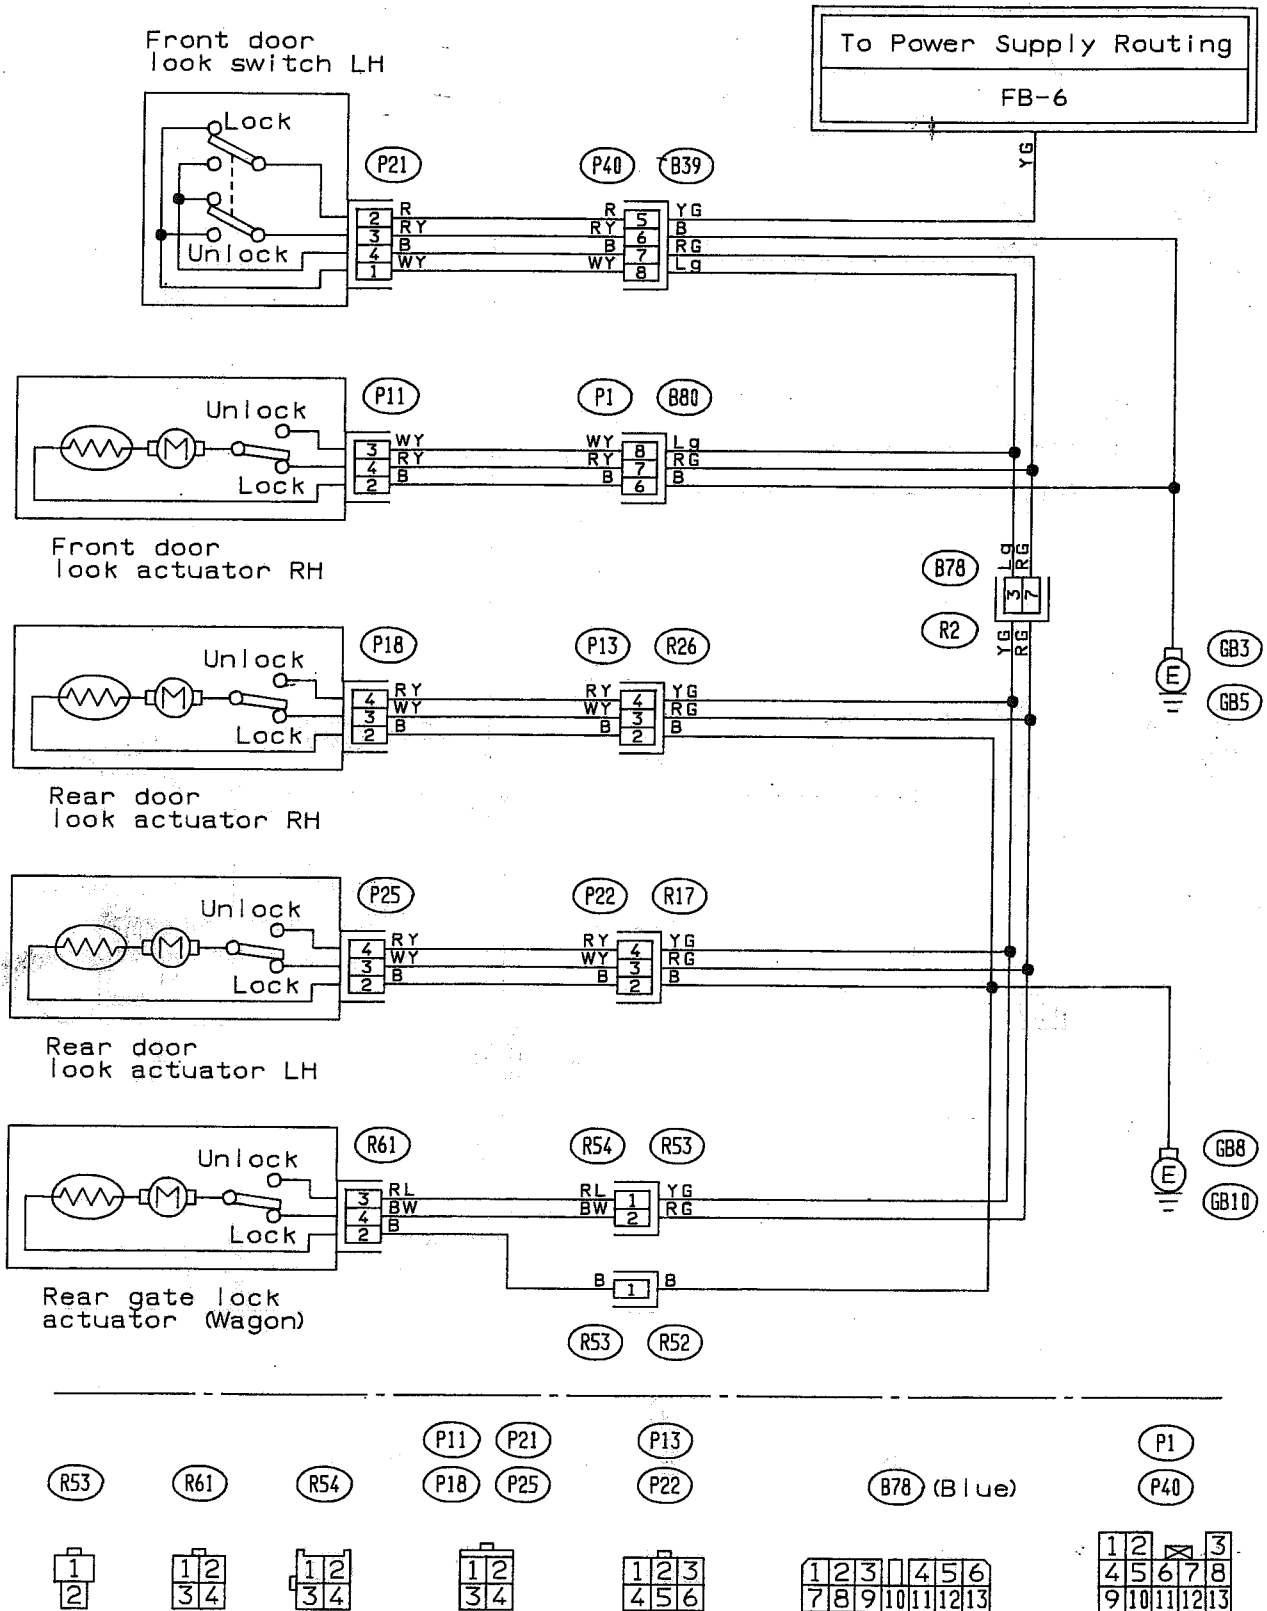 Front door
look switch LH
To Power Supply Routing
FB-6
YG
Lock
Unlock
P21
P40
B39
2 R R 5 YG
3 RY RY 6 B
4 B B 7 RG
1 WY WY 8 Lg
Unlock
Lock
P11
P1
B80
3 WY WY 8 Lg
4 RY RY 7 RG
2 B B 6 B
M
Front door
look actuator RH
B78
Lg RG
3 7
R2
YG RG
E
GB3
GB5
Unlock
Lock
P18
P13
R26
4 RY RY 4 YG
3 WY WY 3 RG
2 B B 2 B
M
Rear door
look actuator RH
Unlock
Lock
P25
P22
R17
4 RY RY 4 YG
3 WY WY 3 RG
2 B B 2 B
M
Rear door
look actuator LH
Unlock
Lock
R61
R54
R53
3 RL RL 1 YG
4 BW BW 2 RG
2 B
B 1 B
M
E
GB8
GB10
Rear gate lock
actuator (Wagon)
R53
R52
P11 P21
P13
P1
R53
R61
R54
P18 P25
P22
B78 (Blue)
P40
1
2
1 2
3 4
1 2
3 4
1 2
3 4
1 2 3
4 5 6
1 2 3 4 5 6
7 8 9 10 11 12 13
1 2 3
4 5 6 7 8
9 10 11 12 13